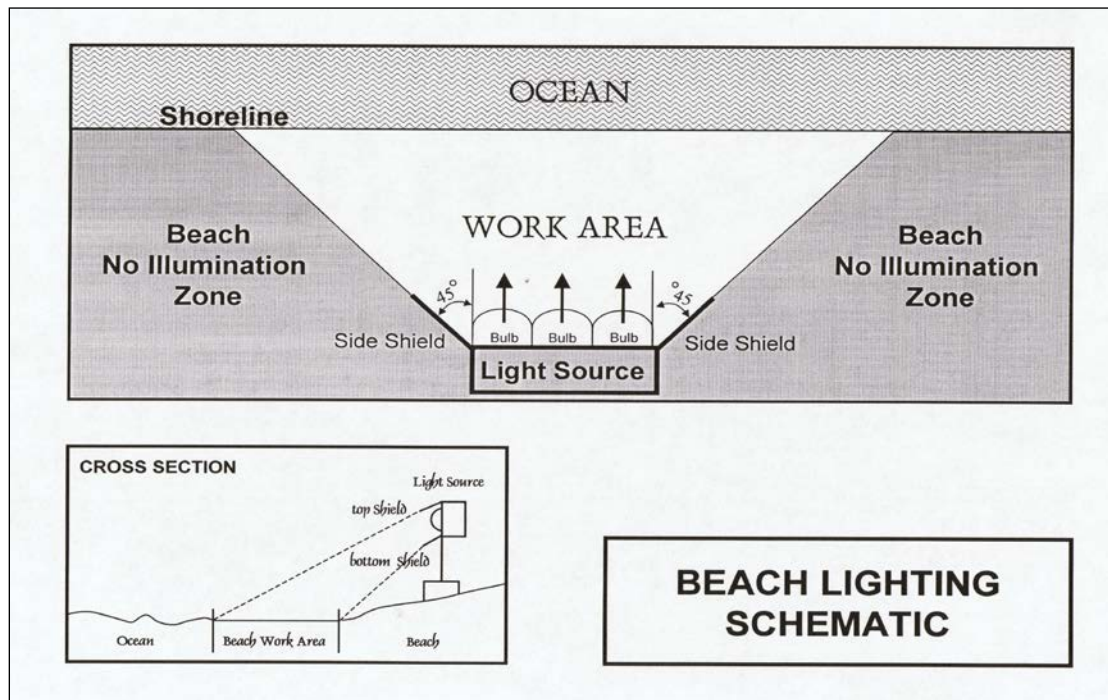 OCEAN
Shoreline
WORK AREA
Beach
No Illumination
Zone
Beach
No Illumination
Zone
45°
°45
Side Shield
Bulb
Bulb
Bulb
Side Shield
Light Source
CROSS SECTION
Light Source
top Shield
bottom Shield
Ocean
Beach Work Area
Beach
BEACH LIGHTING
SCHEMATIC